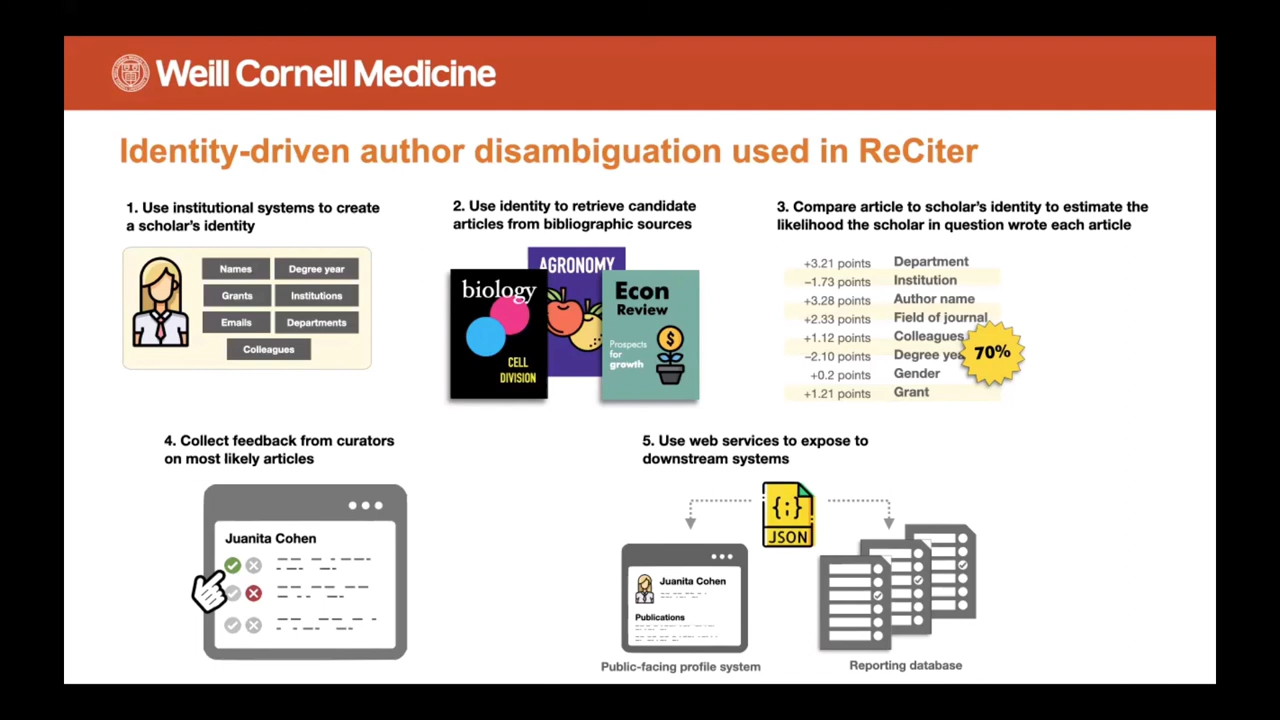 Weill Cornell Medicine
Identity-driven author disambiguation used in ReCiter
1. Use institutional systems to create
a scholar's identity
Names
Degree year
Grants
Institutions
Emails
Departments
Colleagues
2. Use identity to retrieve candidate
articles from bibliographic sources
AGRONOMY
biology
CELL
DIVISION
Econ
Review
Prospects
for
growth
$
3. Compare article to scholar's identity to estimate the
likelihood the scholar in question wrote each article
+3.21 points Department
−1.73 points Institution
+3.28 points Author name
+2.33 points Field of journal
+1.12 points Colleagues
−2.10 points Degree yea
+0.2 points Gender
+1.21 points Grant
70%
4. Collect feedback from curators
on most likely articles
Juanita Cohen
5. Use web services to expose to
downstream systems
{;}
JSON
Juanita Cohen
Publications
Public-facing profile system
Reporting database